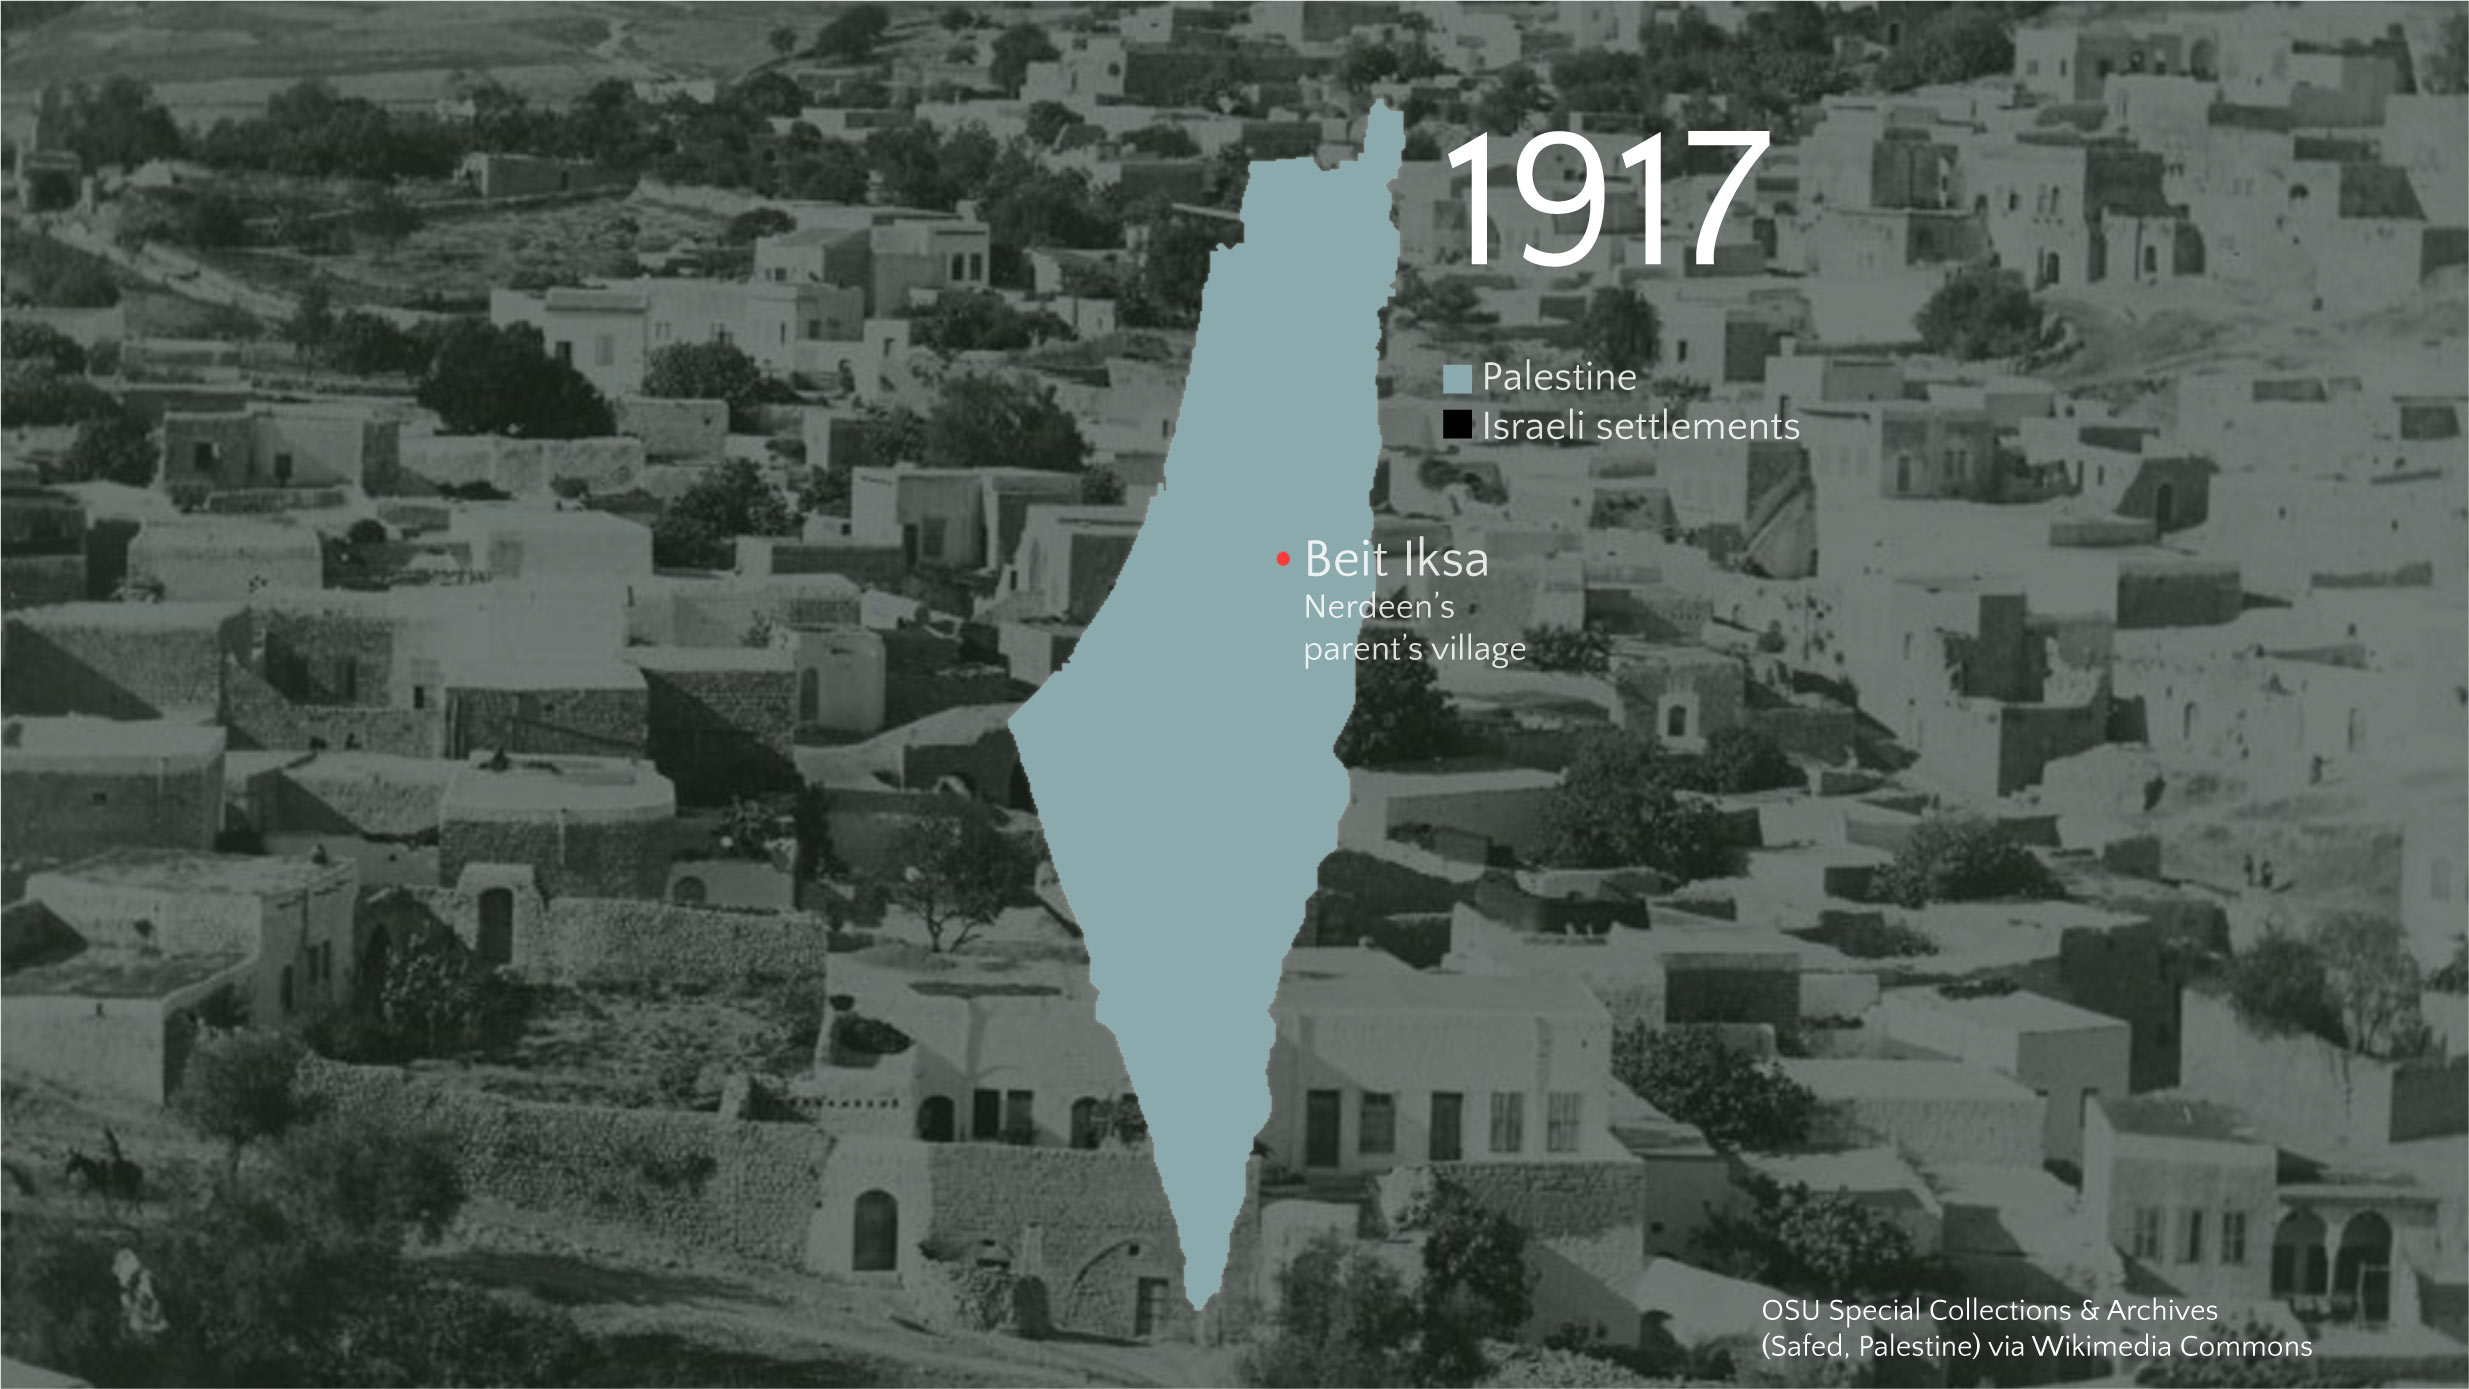 1917
Palestine
Israeli settlements
Beit Iksa
Nerdeen’s
parent’s village
OSU Special Collections & Archives
(Safed, Palestine) via Wikimedia Commons